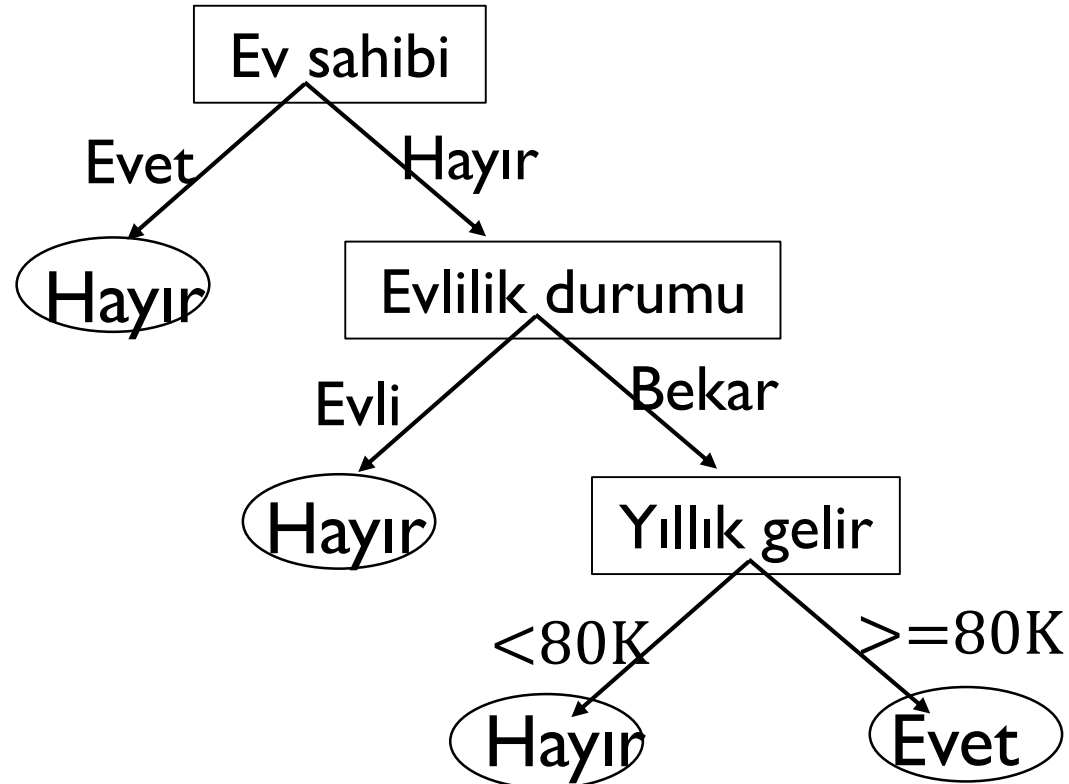 Ev sahibi
Evet
Hayır
Hayır
Evlilik durumu
Evli
Bekar
Hayır
Yıllık gelir
<80K
>=80K
Hayır
Evet